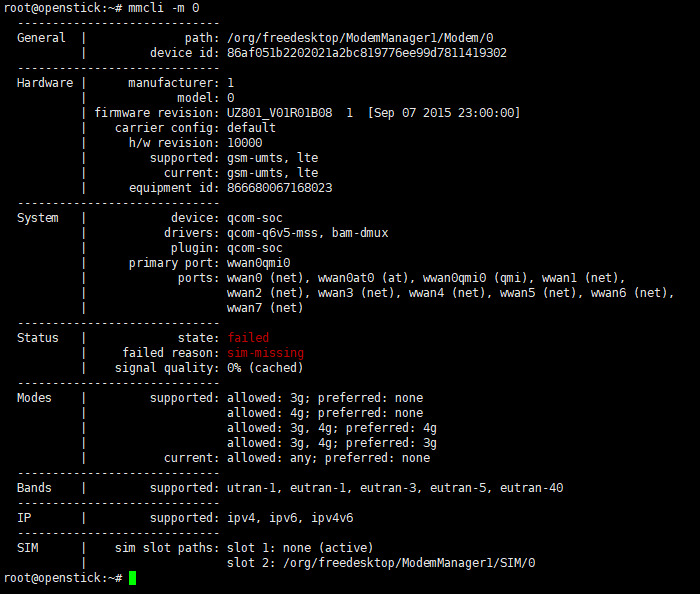 root@openstick:~# mmcli -m 0
  -----------------------------
  General  |             path: /org/freedesktop/ModemManager1/Modem/0
           |        device id: 86af051b2202021a2bc819776ee99d7811419302
  -----------------------------
  Hardware |     manufacturer: 1
           |            model: 0
           | firmware revision: UZ801_V01R01B08  1  [Sep 07 2015 23:00:00]
           |   carrier config: default
           |     h/w revision: 10000
           |        supported: gsm-umts, lte
           |          current: gsm-umts, lte
           |     equipment id: 866680067168023
  -----------------------------
  System   |           device: qcom-soc
           |          drivers: qcom-q6v5-mss, bam-dmux
           |           plugin: qcom-soc
           |     primary port: wwan0qmi0
           |            ports: wwan0 (net), wwan0at0 (at), wwan0qmi0 (qmi), wwan1 (net),
           |                   wwan2 (net), wwan3 (net), wwan4 (net), wwan5 (net), wwan6 (net),
           |                   wwan7 (net)
  -----------------------------
  Status   |            state: failed
           |    failed reason: sim-missing
           |   signal quality: 0% (cached)
  -----------------------------
  Modes    |        supported: allowed: 3g; preferred: none
           |                   allowed: 4g; preferred: none
           |                   allowed: 3g, 4g; preferred: 4g
           |                   allowed: 3g, 4g; preferred: 3g
           |          current: allowed: any; preferred: none
  -----------------------------
  Bands    |        supported: utran-1, eutran-1, eutran-3, eutran-5, eutran-40
  -----------------------------
  IP       |        supported: ipv4, ipv6, ipv4v6
  -----------------------------
  SIM      |   sim slot paths: slot 1: none (active)
           |                   slot 2: /org/freedesktop/ModemManager1/SIM/0
root@openstick:~#